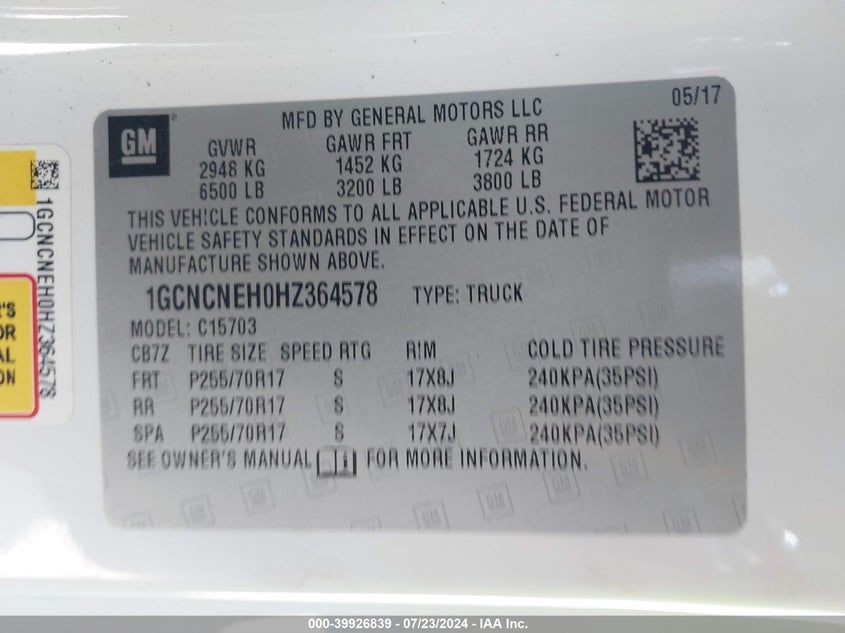 GM
MFD BY GENERAL MOTORS LLC
05/17
GVWR GAWR FRT GAWR RR
2948 KG 1452 KG 1724 KG
6500 LB 3200 LB 3800 LB
THIS VEHICLE CONFORMS TO ALL APPLICABLE U.S. FEDERAL MOTOR
VEHICLE SAFETY STANDARDS IN EFFECT ON THE DATE OF
MANUFACTURE SHOWN ABOVE.
1GCNCNEH0HZ364578 TYPE: TRUCK
MODEL: C15703
CB7Z TIRE SIZE SPEED RTG RIM COLD TIRE PRESSURE
FRT P255/70R17 S 17X8J 240KPA(35PSI)
RR P255/70R17 S 17X8J 240KPA(35PSI)
SPA P255/70R17 S 17X7J 240KPA(35PSI)
SEE OWNER'S MANUAL FOR MORE INFORMATION.
1GCNCNEH0HZ364578
000-39926839 - 07/23/2024 - IAA Inc.